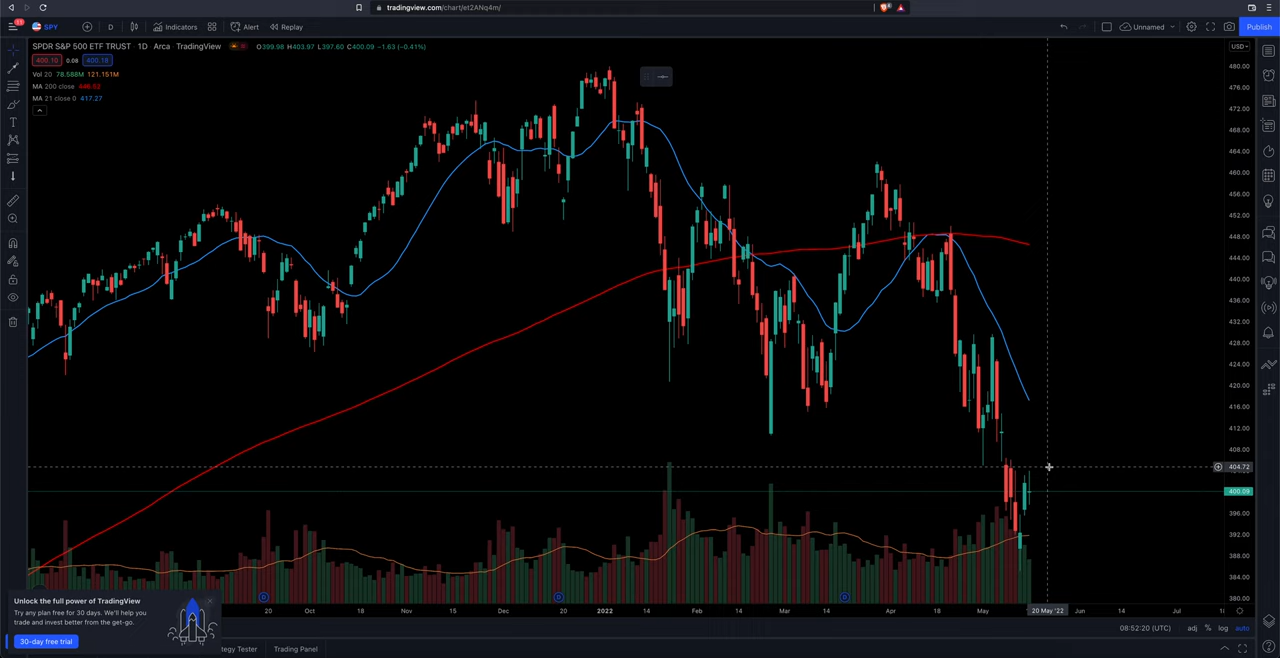 tradingview.com/chart/et2ANq4m/
11 SPY D Indicators Alert Replay Unnamed Publish
SPDR S&P 500 ETF TRUST 1D Arca TradingView O399.98 H403.97 L397.60 C400.09 −1.63 (−0.41%)
400.10 0.08 400.18
Vol 20 78.588M 121.151M
MA 200 close 446.52
MA 21 close 0 417.27
USD
480.00
476.00
472.00
468.00
464.00
460.00
456.00
452.00
448.00
444.00
440.00
436.00
432.00
428.00
424.00
420.00
416.00
412.00
408.00
404.72
400.09
396.00
392.00
388.00
384.00
380.00
D D D
20 Oct 18 Nov 15 Dec 20 2022 14 Feb 14 Mar 14 Apr 18 May 20 May '22 Jun 14 Jul
Unlock the full power of TradingView
Try any plan free for 30 days. We'll help you
trade and invest better from the get-go.
30-day free trial
08:52:20 (UTC) adj % log auto
tegy Tester Trading Panel